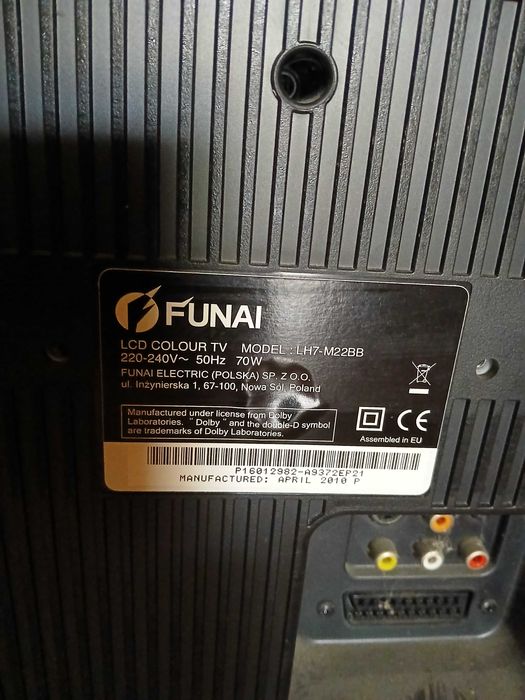 FUNAI
LCD COLOUR TV MODEL : LH7-M22BB
220-240V~ 50Hz 70W
FUNAI ELECTRIC (POLSKA) SP. Z O.O.
ul. Inżynierska 1, 67-100, Nowa Sól, Poland
Manufactured under license from Dolby
Laboratories. "Dolby" and the double-D symbol
are trademarks of Dolby Laboratories.
CE
Assembled in EU
P16012982-A9372EP21
MANUFACTURED: APRIL 2010 P